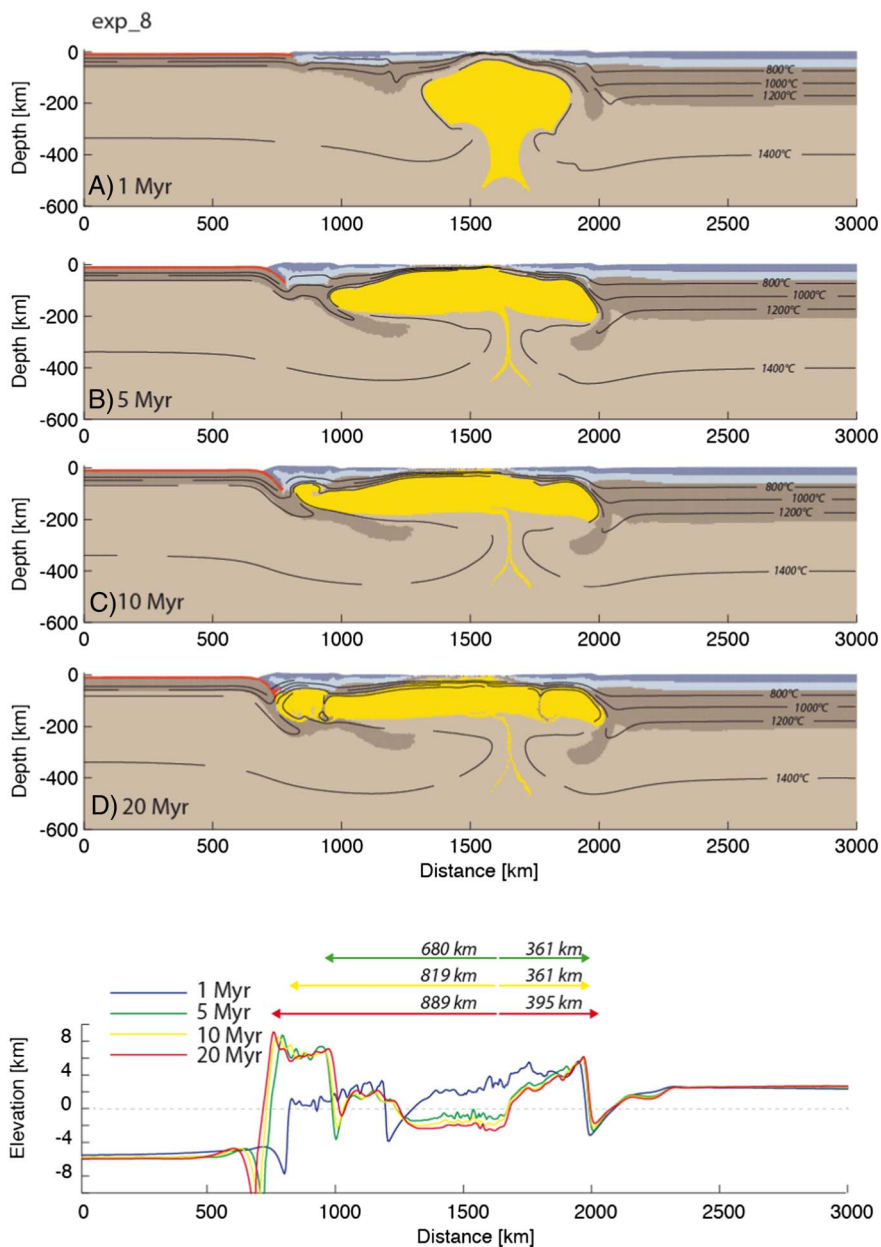 exp_8
0
-200
-400
-600
Depth [km]
A) 1 Myr
800°C
1000°C
1200°C
1400°C
0 500 1000 1500 2000 2500 3000
0
-200
-400
-600
Depth [km]
B) 5 Myr
800°C
1000°C
1200°C
1400°C
0 500 1000 1500 2000 2500 3000
0
-200
-400
-600
Depth [km]
C) 10 Myr
800°C
1000°C
1200°C
1400°C
0 500 1000 1500 2000 2500 3000
0
-200
-400
-600
Depth [km]
D) 20 Myr
800°C
1000°C
1200°C
1400°C
0 500 1000 1500 2000 2500 3000
Distance [km]
680 km 361 km
819 km 361 km
889 km 395 km
1 Myr
5 Myr
10 Myr
20 Myr
8
4
0
-4
-8
Elevation [km]
0 500 1000 1500 2000 2500 3000
Distance [km]